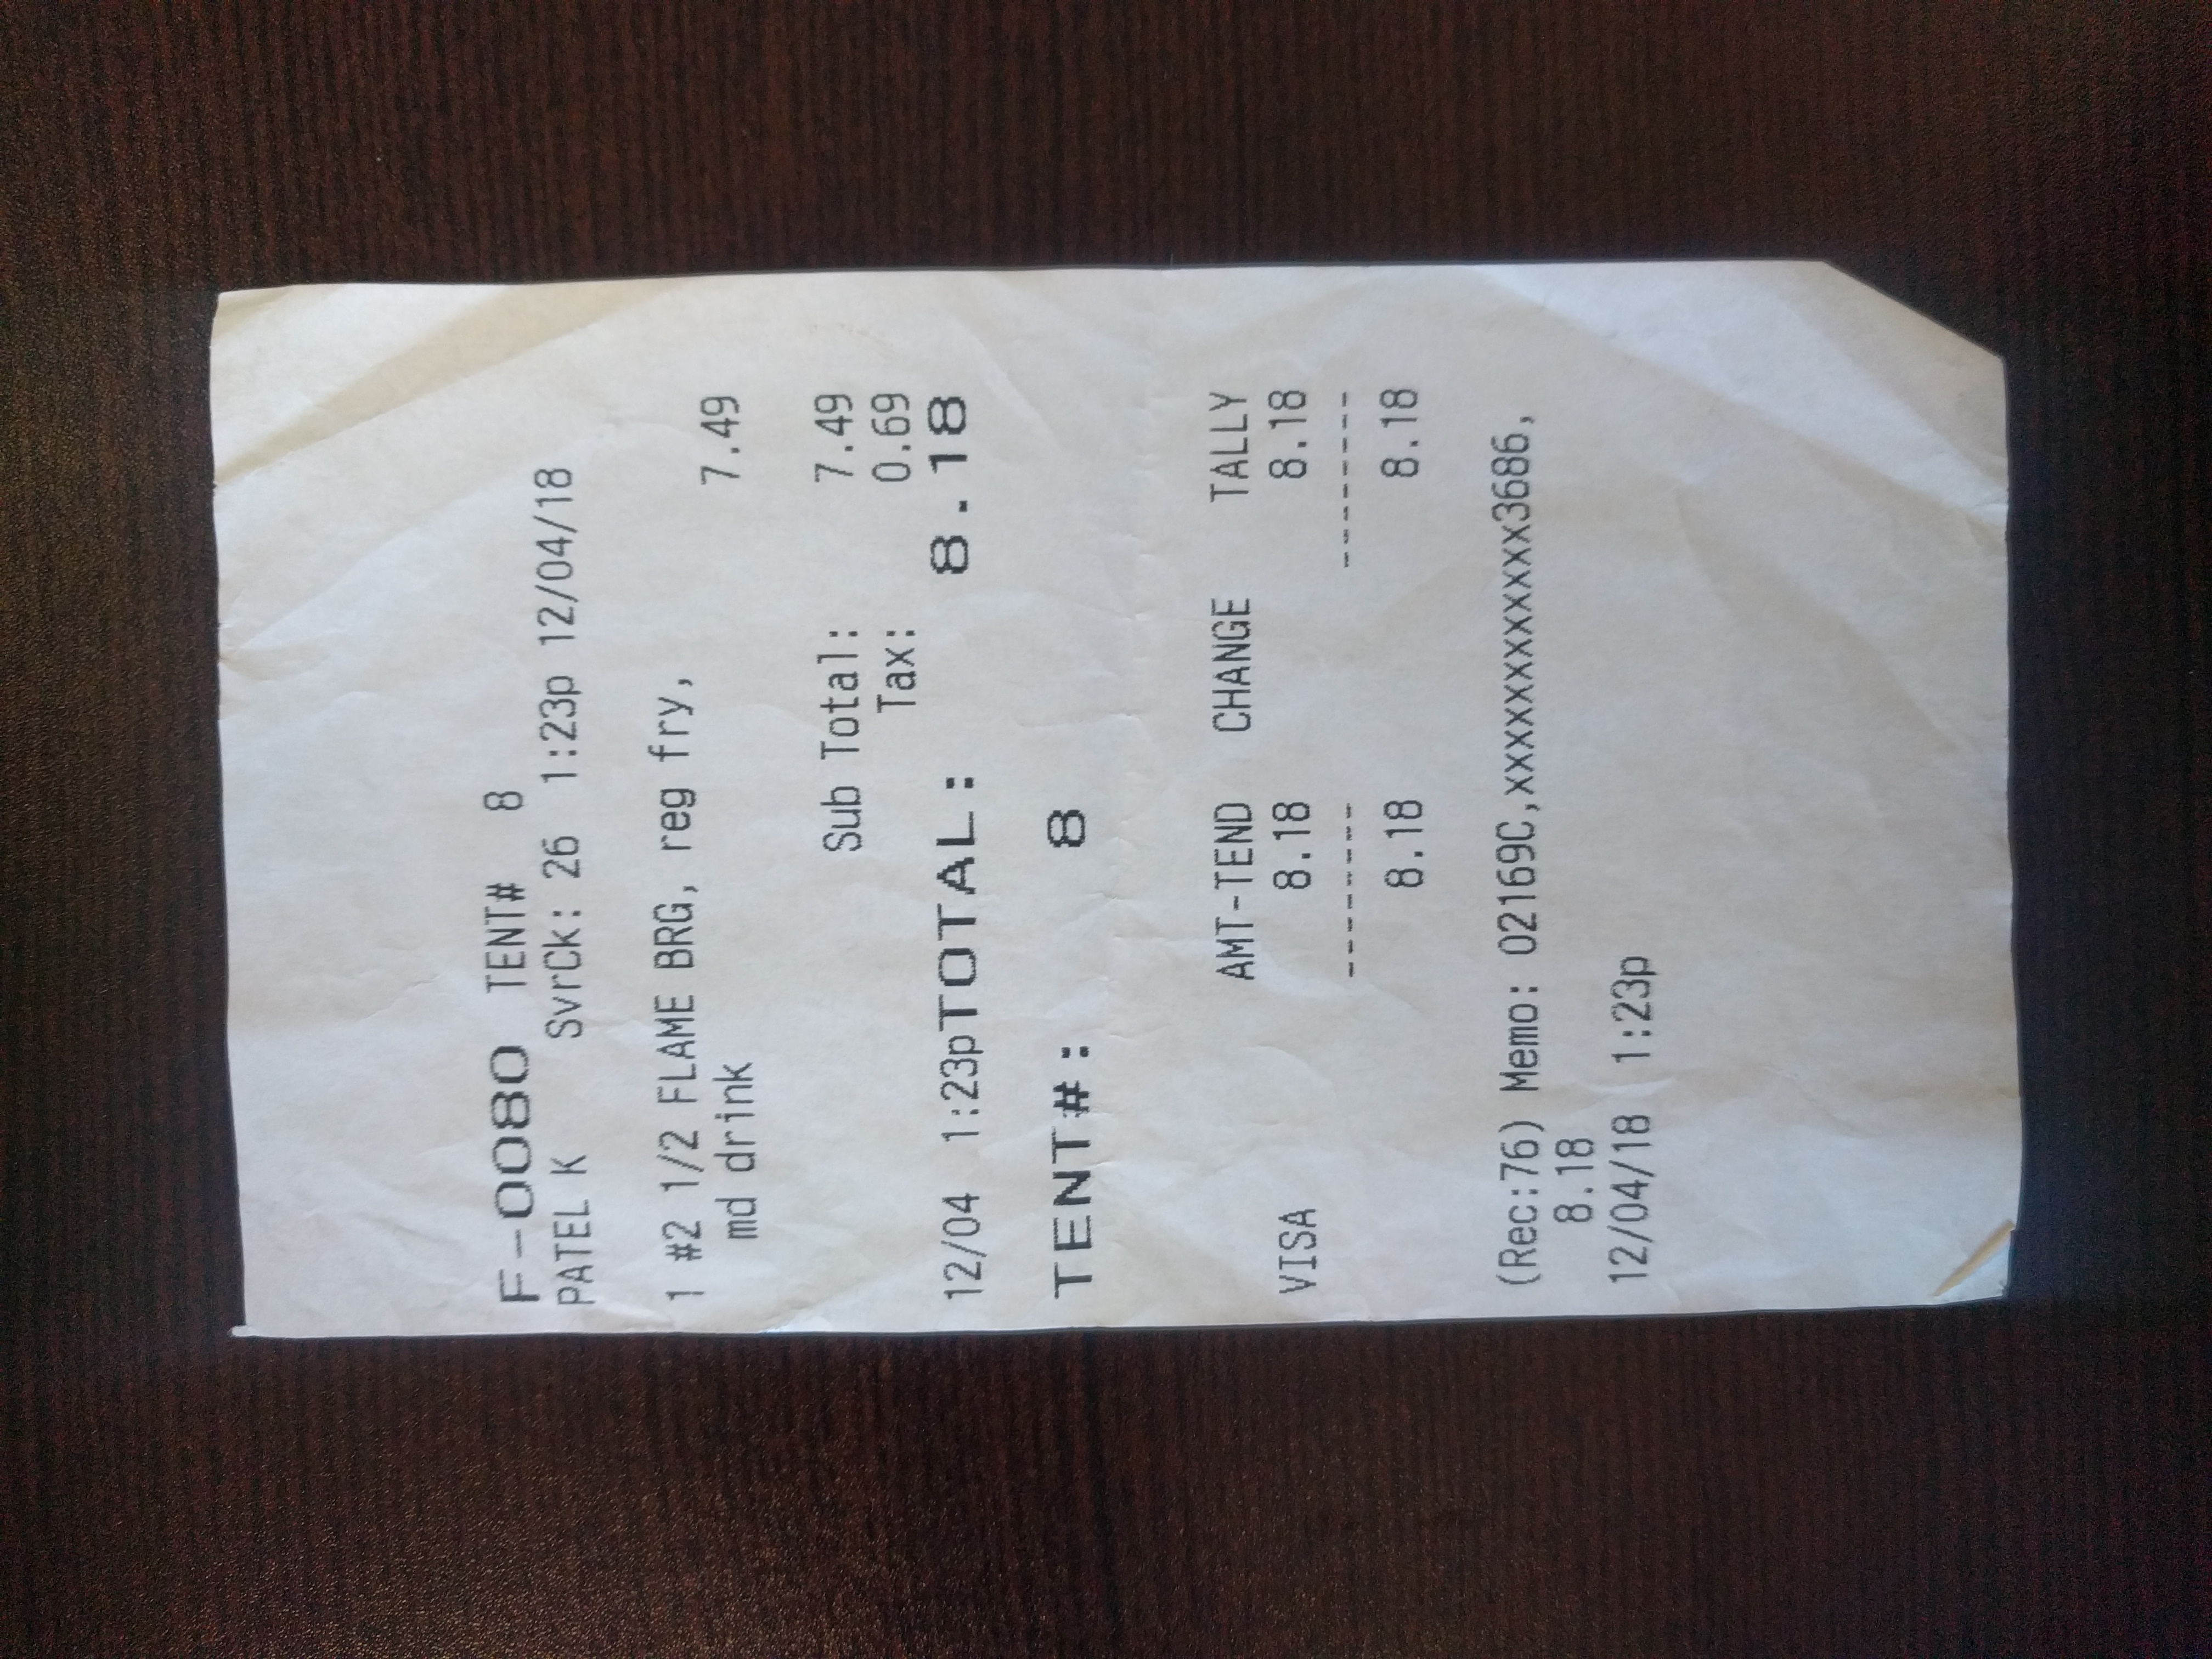 F-0080 TENT# 8
PATEL K SvrCk: 26 1:23p 12/04/18
1 #2 1/2 FLAME BRG, reg fry,
md drink 7.49
Sub Total: 7.49
Tax: 0.69
12/04 1:23pTOTAL: 8.18
TENT#: 8
AMT-TEND CHANGE TALLY
VISA 8.18 8.18
-------- ---------
8.18 8.18
(Rec:76) Memo: 02169C,xxxxxxxxxxxx3686,
8.18
12/04/18 1:23p